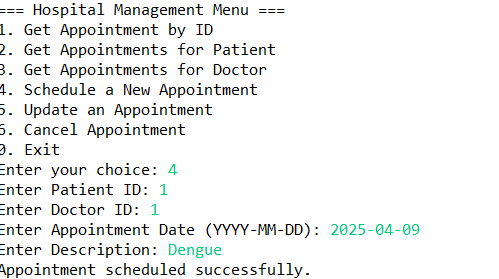 === Hospital Management Menu ===
1. Get Appointment by ID
2. Get Appointments for Patient
3. Get Appointments for Doctor
4. Schedule a New Appointment
5. Update an Appointment
6. Cancel Appointment
0. Exit
Enter your choice: 4
Enter Patient ID: 1
Enter Doctor ID: 1
Enter Appointment Date (YYYY-MM-DD): 2025-04-09
Enter Description: Dengue
Appointment scheduled successfully.